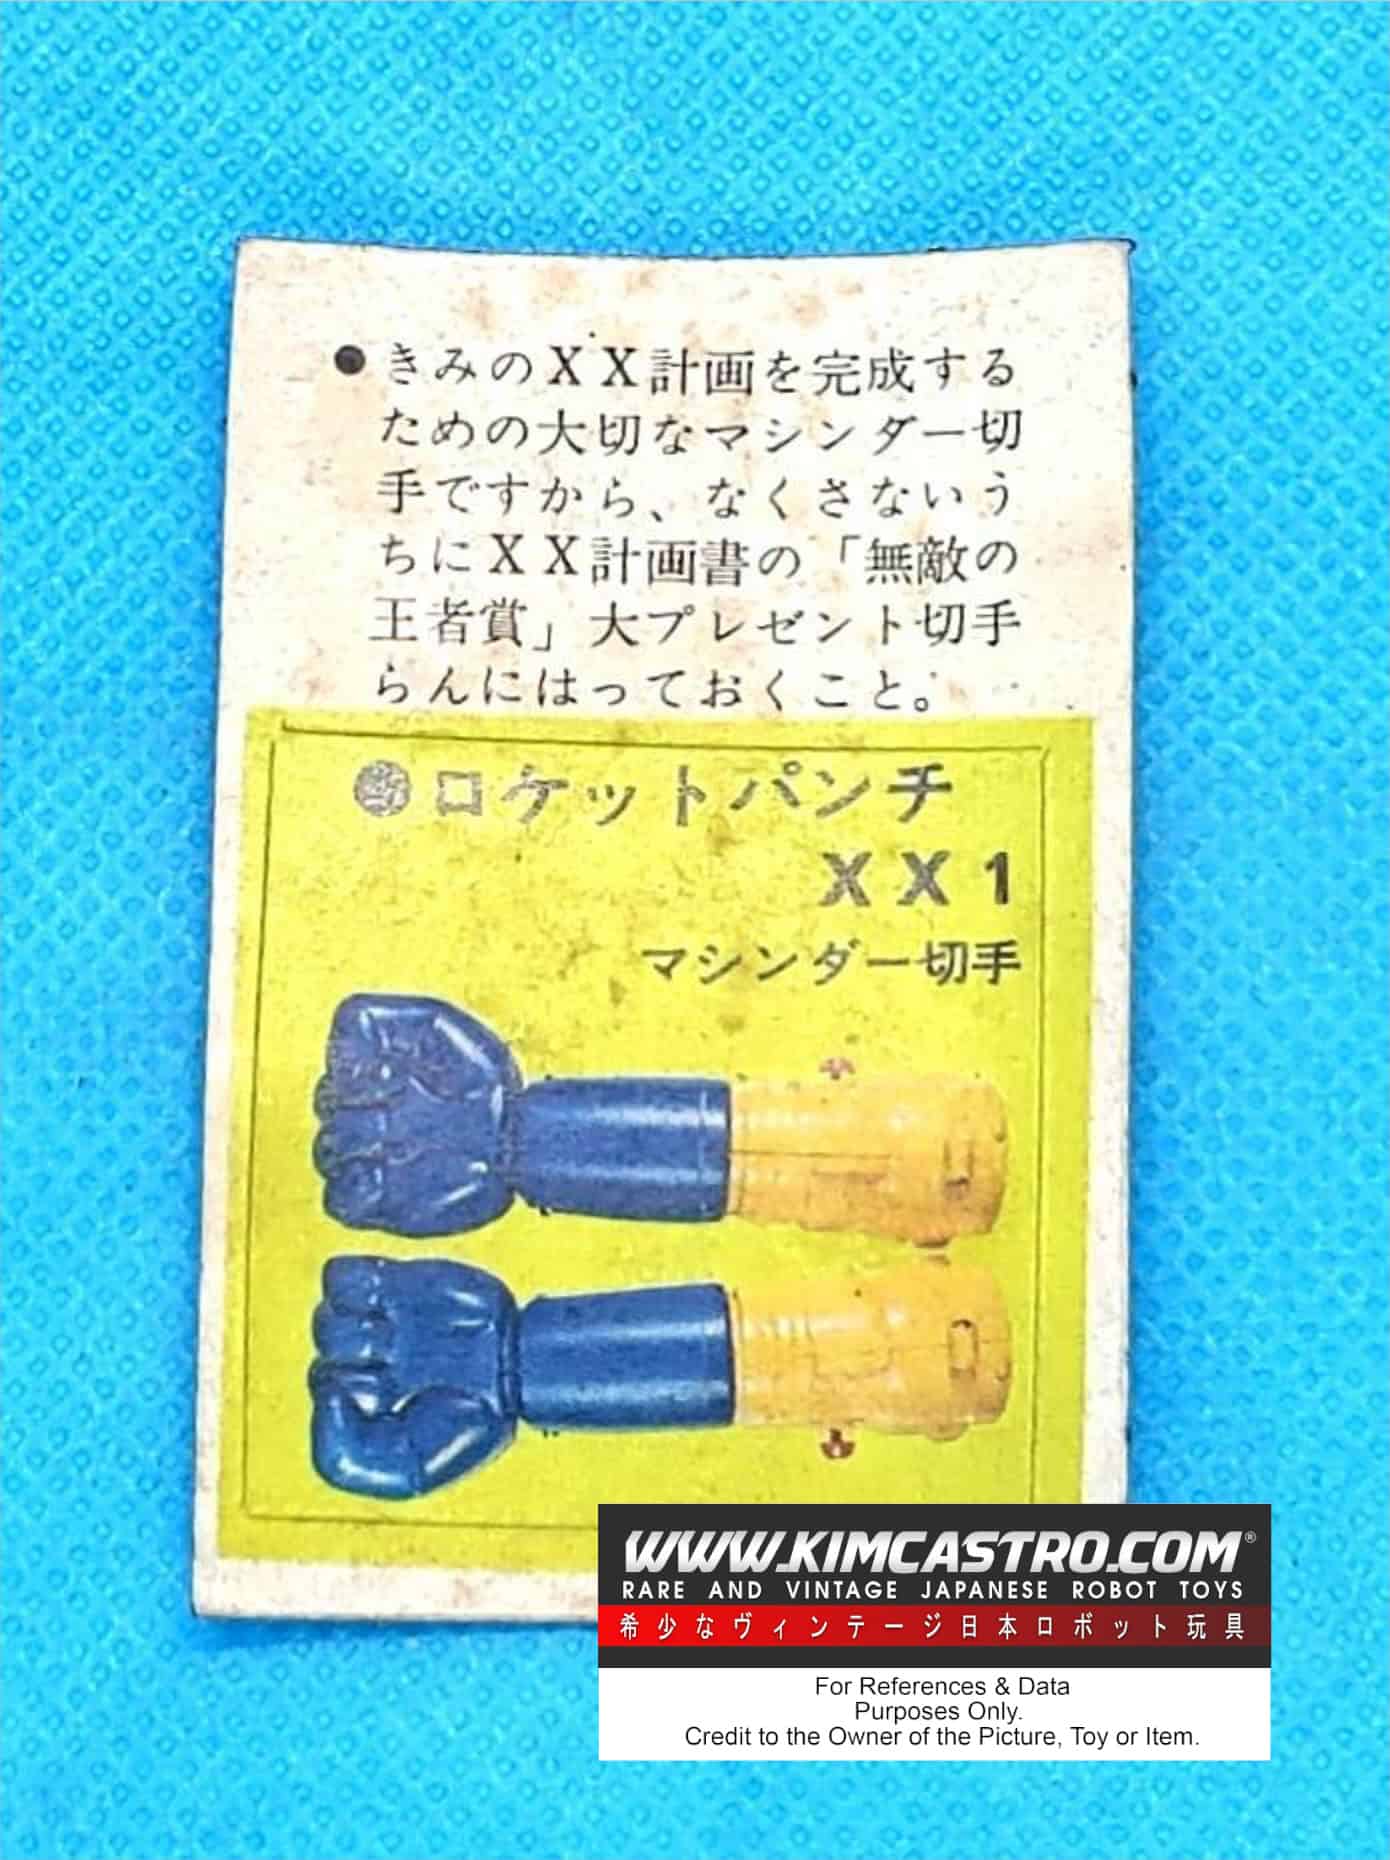 ●きみのXX計画を完成する
ための大切なマシンダー切
手ですから、なくさないう
ちにXX計画書の「無敵の
王者賞」大プレゼント切手
らんにはっておくこと。
ロケットパンチ
XX1
マシンダー切手
WWW.KIMCASTRO.COM®
RARE AND VINTAGE JAPANESE ROBOT TOYS
希少なヴィンテージ日本ロボット玩具
For References & Data
Purposes Only.
Credit to the Owner of the Picture, Toy or Item.